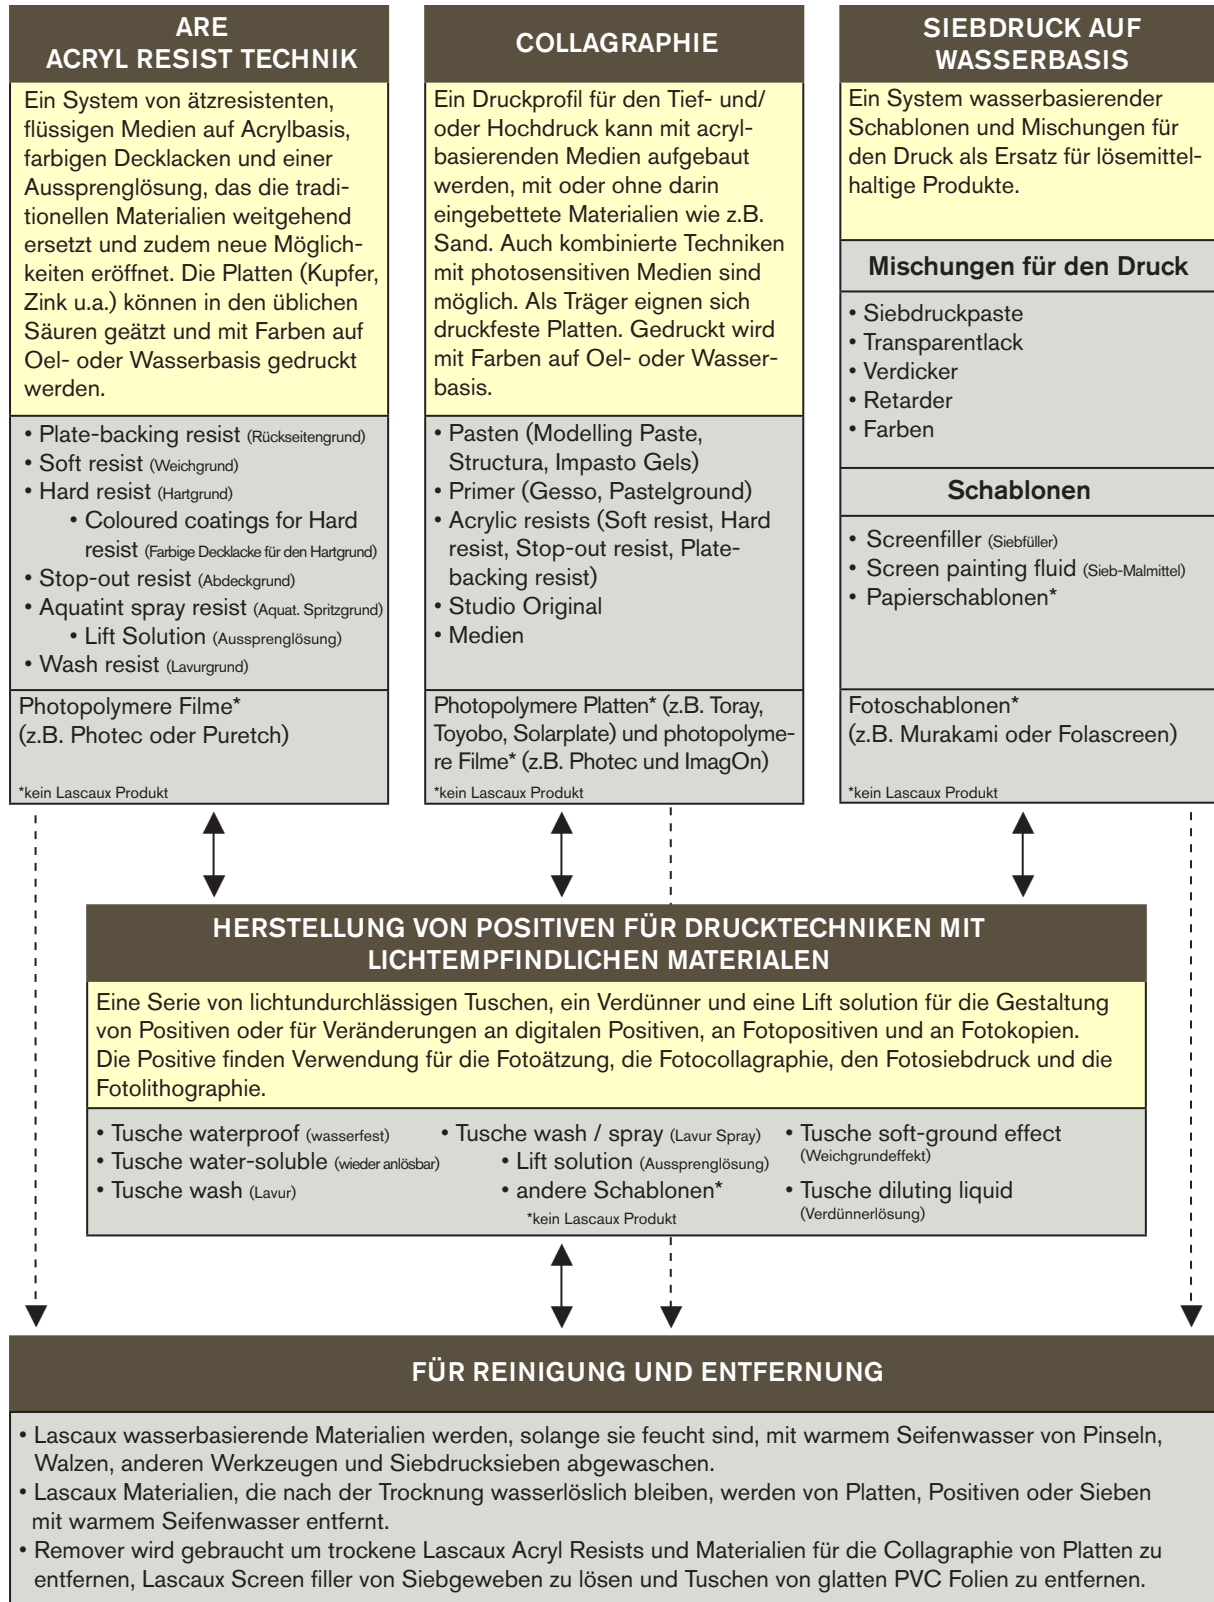 ARE
ACRYL RESIST TECHNIK
Ein System von ätzresistenten,
flüssigen Medien auf Acrylbasis,
farbigen Decklacken und einer
Aussprenglösung, das die tradi-
tionellen Materialien weitgehend
ersetzt und zudem neue Möglich-
keiten eröffnet. Die Platten (Kupfer,
Zink u.a.) können in den üblichen
Säuren geätzt und mit Farben auf
Oel- oder Wasserbasis gedruckt
werden.
• Plate-backing resist (Rückseitengrund)
• Soft resist (Weichgrund)
• Hard resist (Hartgrund)
• Coloured coatings for Hard
resist (Farbige Decklacke für den Hartgrund)
• Stop-out resist (Abdeckgrund)
• Aquatint spray resist (Aquat. Spritzgrund)
• Lift Solution (Aussprenglösung)
• Wash resist (Lavurgrund)
Photopolymere Filme*
(z.B. Photec oder Puretch)
*kein Lascaux Produkt
COLLAGRAPHIE
Ein Druckprofil für den Tief- und/
oder Hochdruck kann mit acryl-
basierenden Medien aufgebaut
werden, mit oder ohne darin
eingebettete Materialien wie z.B.
Sand. Auch kombinierte Techniken
mit photosensitiven Medien sind
möglich. Als Träger eignen sich
druckfeste Platten. Gedruckt wird
mit Farben auf Oel- oder Wasser-
basis.
• Pasten (Modelling Paste,
Structura, Impasto Gels)
• Primer (Gesso, Pastelground)
• Acrylic resists (Soft resist, Hard
resist, Stop-out resist, Plate-
backing resist)
• Studio Original
• Medien
Photopolymere Platten* (z.B. Toray,
Toyobo, Solarplate) und photopolyme-
re Filme* (z.B. Photec und ImagOn)
*kein Lascaux Produkt
SIEBDRUCK AUF
WASSERBASIS
Ein System wasserbasierender
Schablonen und Mischungen für
den Druck als Ersatz für lösemittel-
haltige Produkte.
Mischungen für den Druck
• Siebdruckpaste
• Transparentlack
• Verdicker
• Retarder
• Farben
Schablonen
• Screenfiller (Siebfüller)
• Screen painting fluid (Sieb-Malmittel)
• Papierschablonen*
Fotoschablonen*
(z.B. Murakami oder Folascreen)
*kein Lascaux Produkt
HERSTELLUNG VON POSITIVEN FÜR DRUCKTECHNIKEN MIT
LICHTEMPFINDLICHEN MATERIALEN
Eine Serie von lichtundurchlässigen Tuschen, ein Verdünner und eine Lift solution für die Gestaltung
von Positiven oder für Veränderungen an digitalen Positiven, an Fotopositiven und an Fotokopien.
Die Positive finden Verwendung für die Fotoätzung, die Fotocollagraphie, den Fotosiebdruck und die
Fotolithographie.
• Tusche waterproof (wasserfest)
• Tusche water-soluble (wieder anlösbar)
• Tusche wash (Lavur)
• Tusche wash / spray (Lavur Spray)
• Lift solution (Aussprenglösung)
• andere Schablonen*
*kein Lascaux Produkt
• Tusche soft-ground effect
(Weichgrundeffekt)
• Tusche diluting liquid
(Verdünnerlösung)
FÜR REINIGUNG UND ENTFERNUNG
• Lascaux wasserbasierende Materialien werden, solange sie feucht sind, mit warmem Seifenwasser von Pinseln,
Walzen, anderen Werkzeugen und Siebdrucksieben abgewaschen.
• Lascaux Materialien, die nach der Trocknung wasserlöslich bleiben, werden von Platten, Positiven oder Sieben
mit warmem Seifenwasser entfernt.
• Remover wird gebraucht um trockene Lascaux Acryl Resists und Materialien für die Collagraphie von Platten zu
entfernen, Lascaux Screen filler von Siebgeweben zu lösen und Tuschen von glatten PVC Folien zu entfernen.